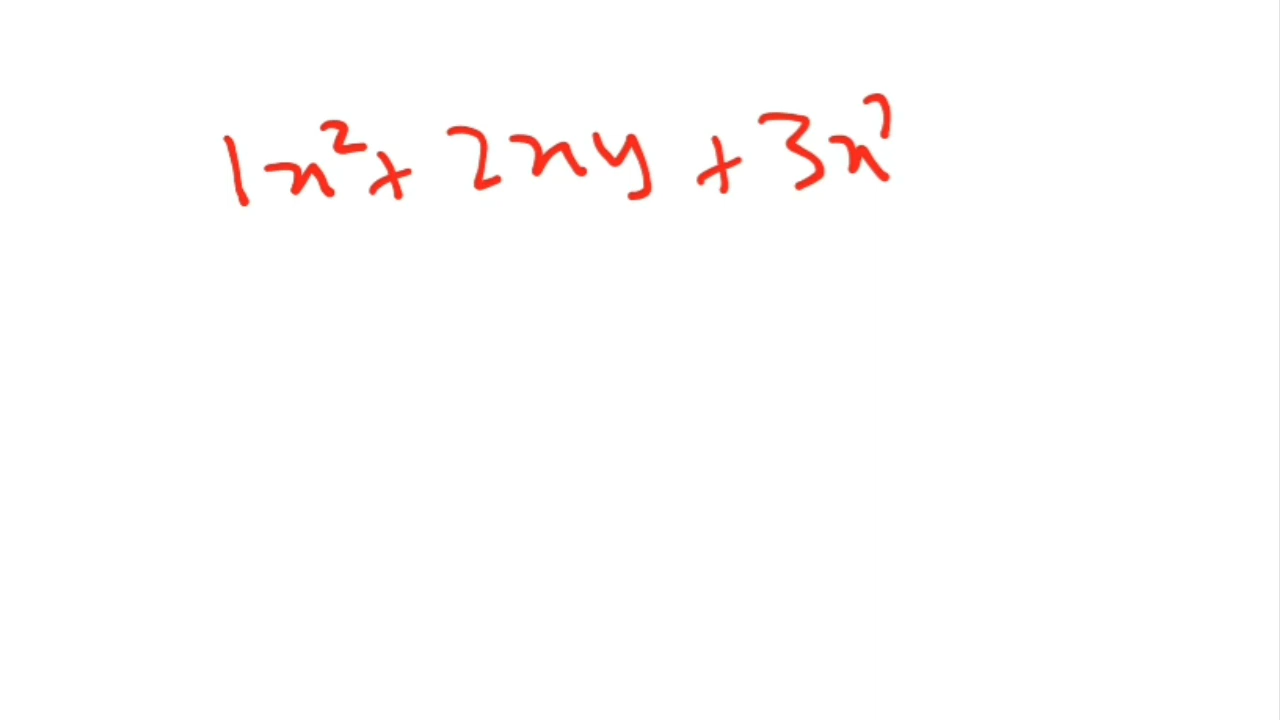 1x² + 2xy + 3x²